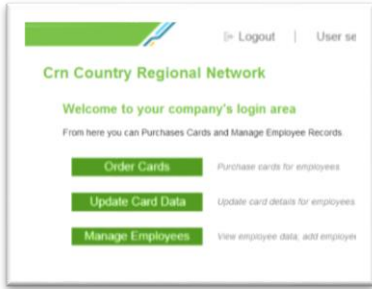 Logout | User se
Crn Country Regional Network
Welcome to your company's login area
From here you can Purchases Cards and Manage Employee Records
Order Cards Purchase cards for employees
Update Card Data Update card details for employees
Manage Employees View employee data, add employe